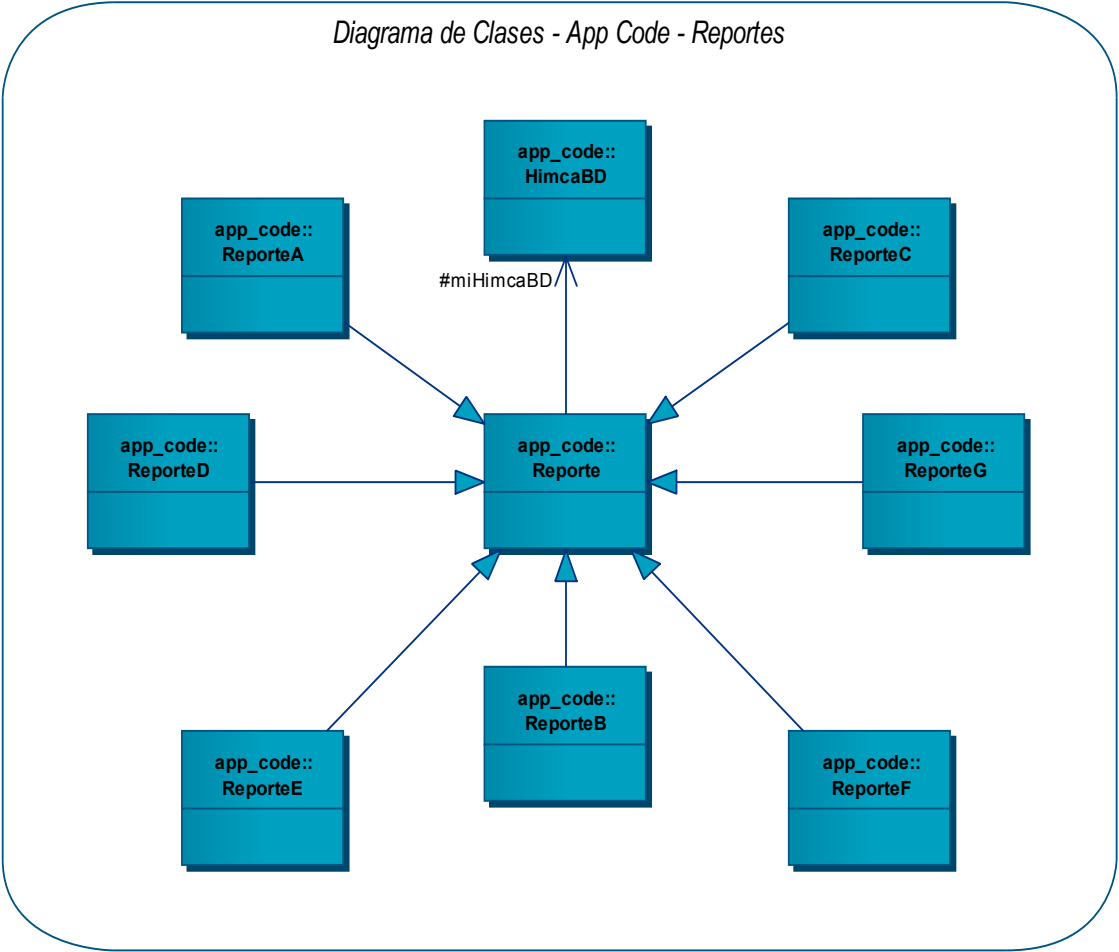 Diagrama de Clases - App Code - Reportes
app_code::
HimcaBD
app_code::
ReporteA
app_code::
ReporteC
#miHimcaBD
app_code::
ReporteD
app_code::
Reporte
app_code::
ReporteG
app_code::
ReporteB
app_code::
ReporteE
app_code::
ReporteF